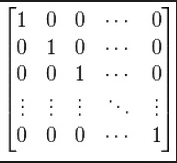 1 0 0 ⋯ 0
0 1 0 ⋯ 0
0 0 1 ⋯ 0
⋮ ⋮ ⋮ ⋱ ⋮
0 0 0 ⋯ 1